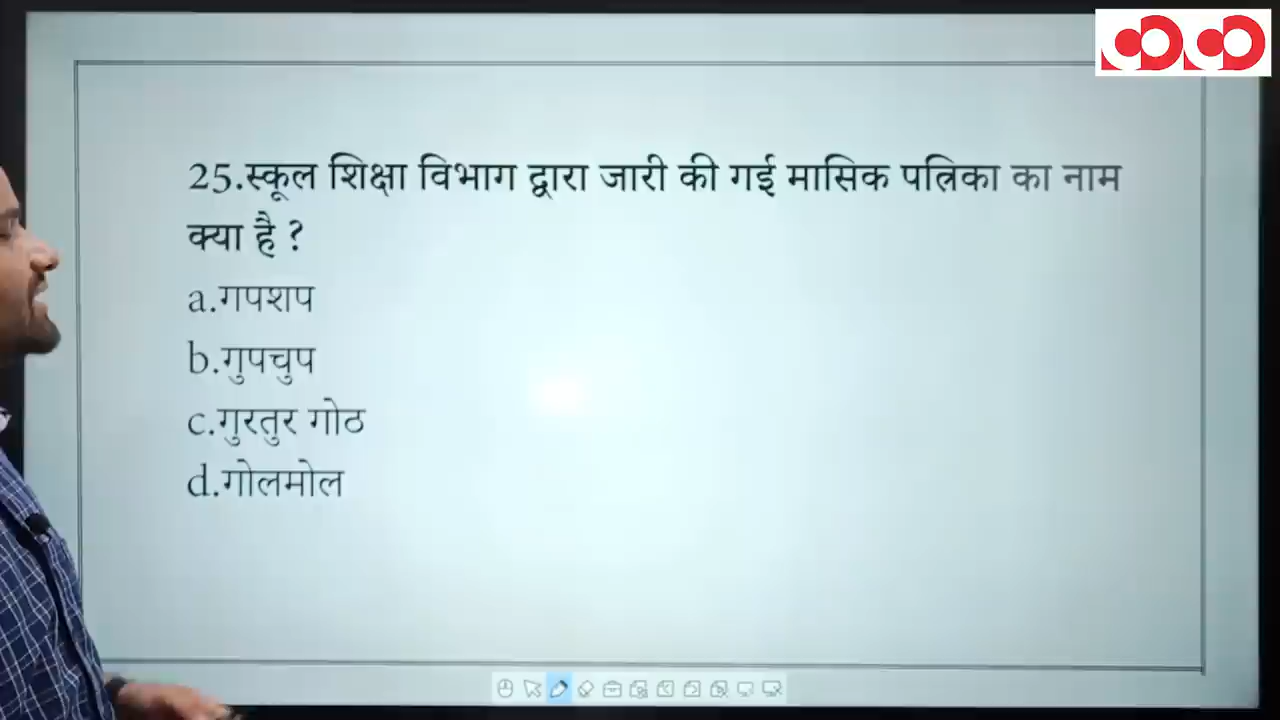 25.स्कूल शिक्षा विभाग द्वारा जारी की गई मासिक पत्रिका का नाम
क्या है ?
a.गपशप
b.गुपचुप
c.गुरतुर गोठ
d.गोलमोल